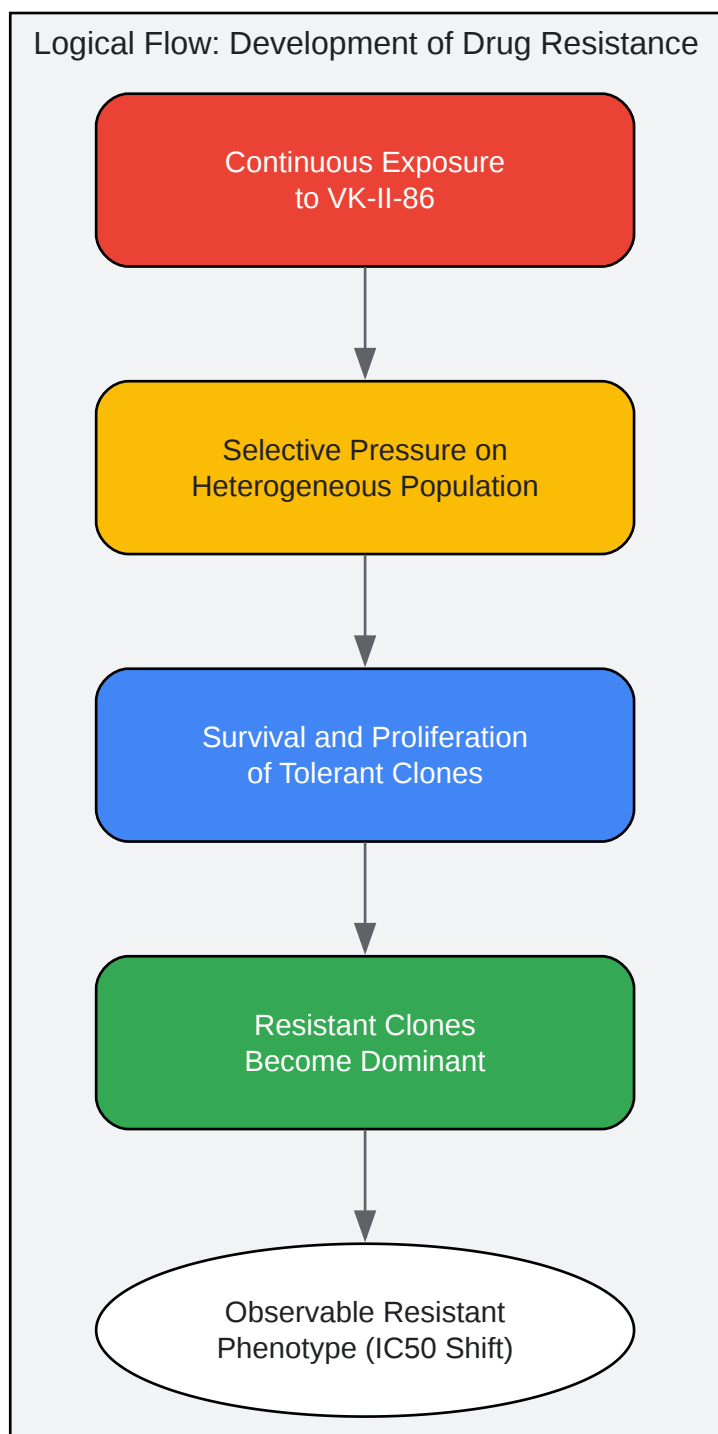 Logical Flow: Development of Drug Resistance
Continuous Exposure
to VK-II-86
Selective Pressure on
Heterogeneous Population
Survival and Proliferation
of Tolerant Clones
Resistant Clones
Become Dominant
Observable Resistant
Phenotype (IC50 Shift)